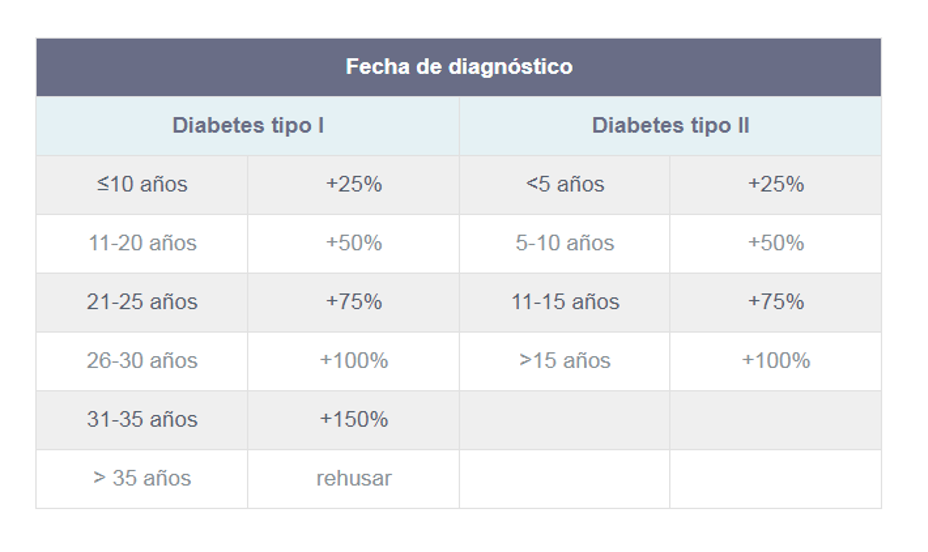 Fecha de diagnóstico
Diabetes tipo I Diabetes tipo II
≤10 años +25% <5 años +25%
11-20 años +50% 5-10 años +50%
21-25 años +75% 11-15 años +75%
26-30 años +100% >15 años +100%
31-35 años +150%
> 35 años rehusar